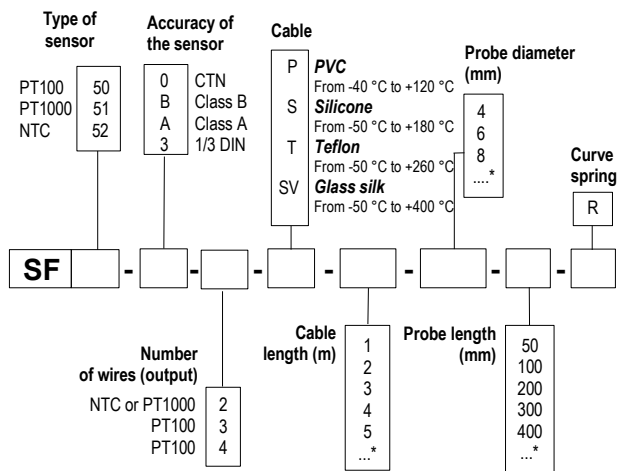 Type of
sensor
PT100 50
PT1000 51
NTC 52
Accuracy of
the sensor
0 CTN
B Class B
A Class A
3 1/3 DIN
Cable
P PVC
From -40 °C to +120 °C
S Silicone
From -50 °C to +180 °C
T Teflon
From -50 °C to +260 °C
SV Glass silk
From -50 °C to +400 °C
Probe diameter
(mm)
4
6
8
....*
Curve
spring
R
SF - - - - - - -
Number
of wires (output)
NTC or PT1000 2
PT100 3
PT100 4
Cable
length (m)
1
2
3
4
5
...*
Probe length
(mm)
50
100
200
300
400
...*